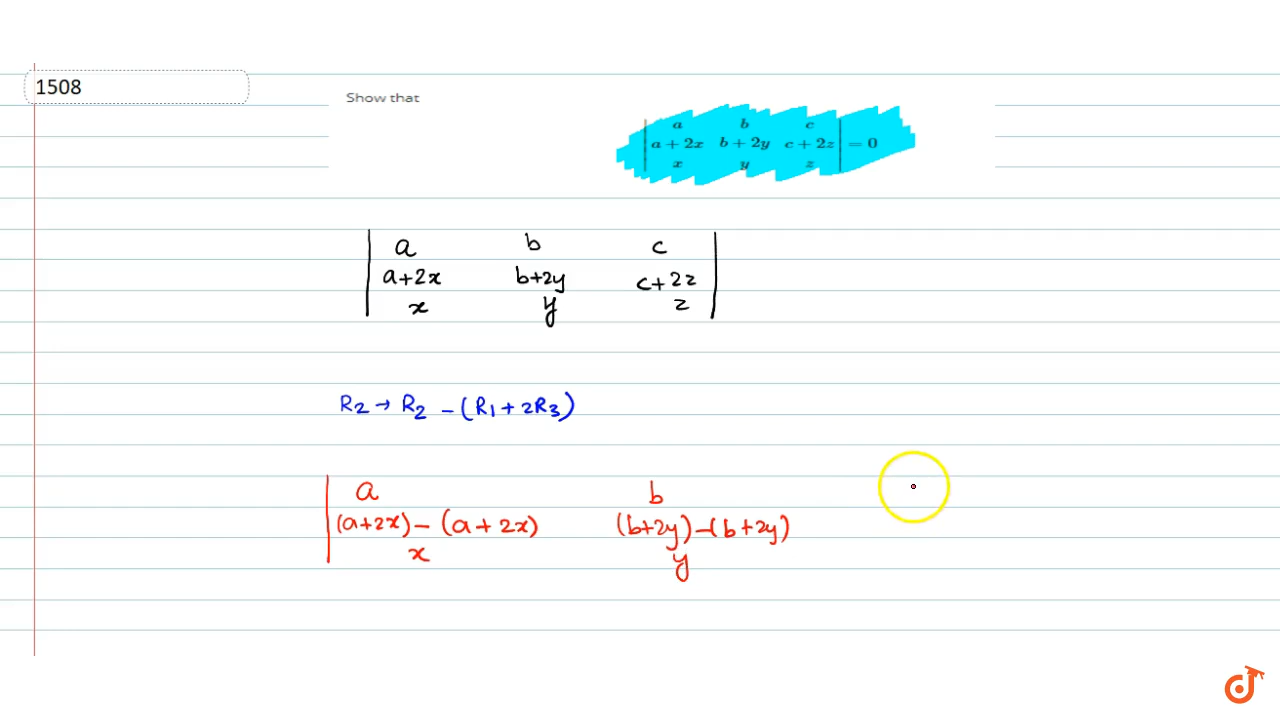 1508
Show that
| a b c |
| a + 2x b + 2y c + 2z | = 0
| x y z |
| a b c |
| a+2x b+2y c+2z |
| x y z |
R2 → R2 - (R1 + 2R3)
| a b
| (a+2x) - (a + 2x) (b+2y) - (b + 2y)
| x y